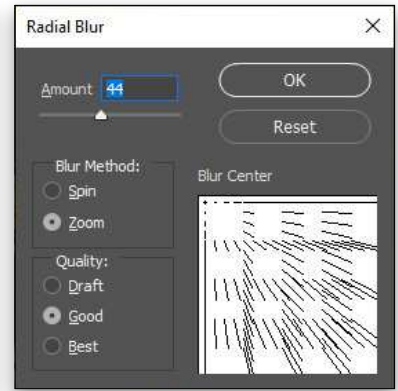 Radial Blur
Amount 44
OK
Reset
Blur Method:
Spin
Zoom
Blur Center
Quality:
Draft
Good
Best